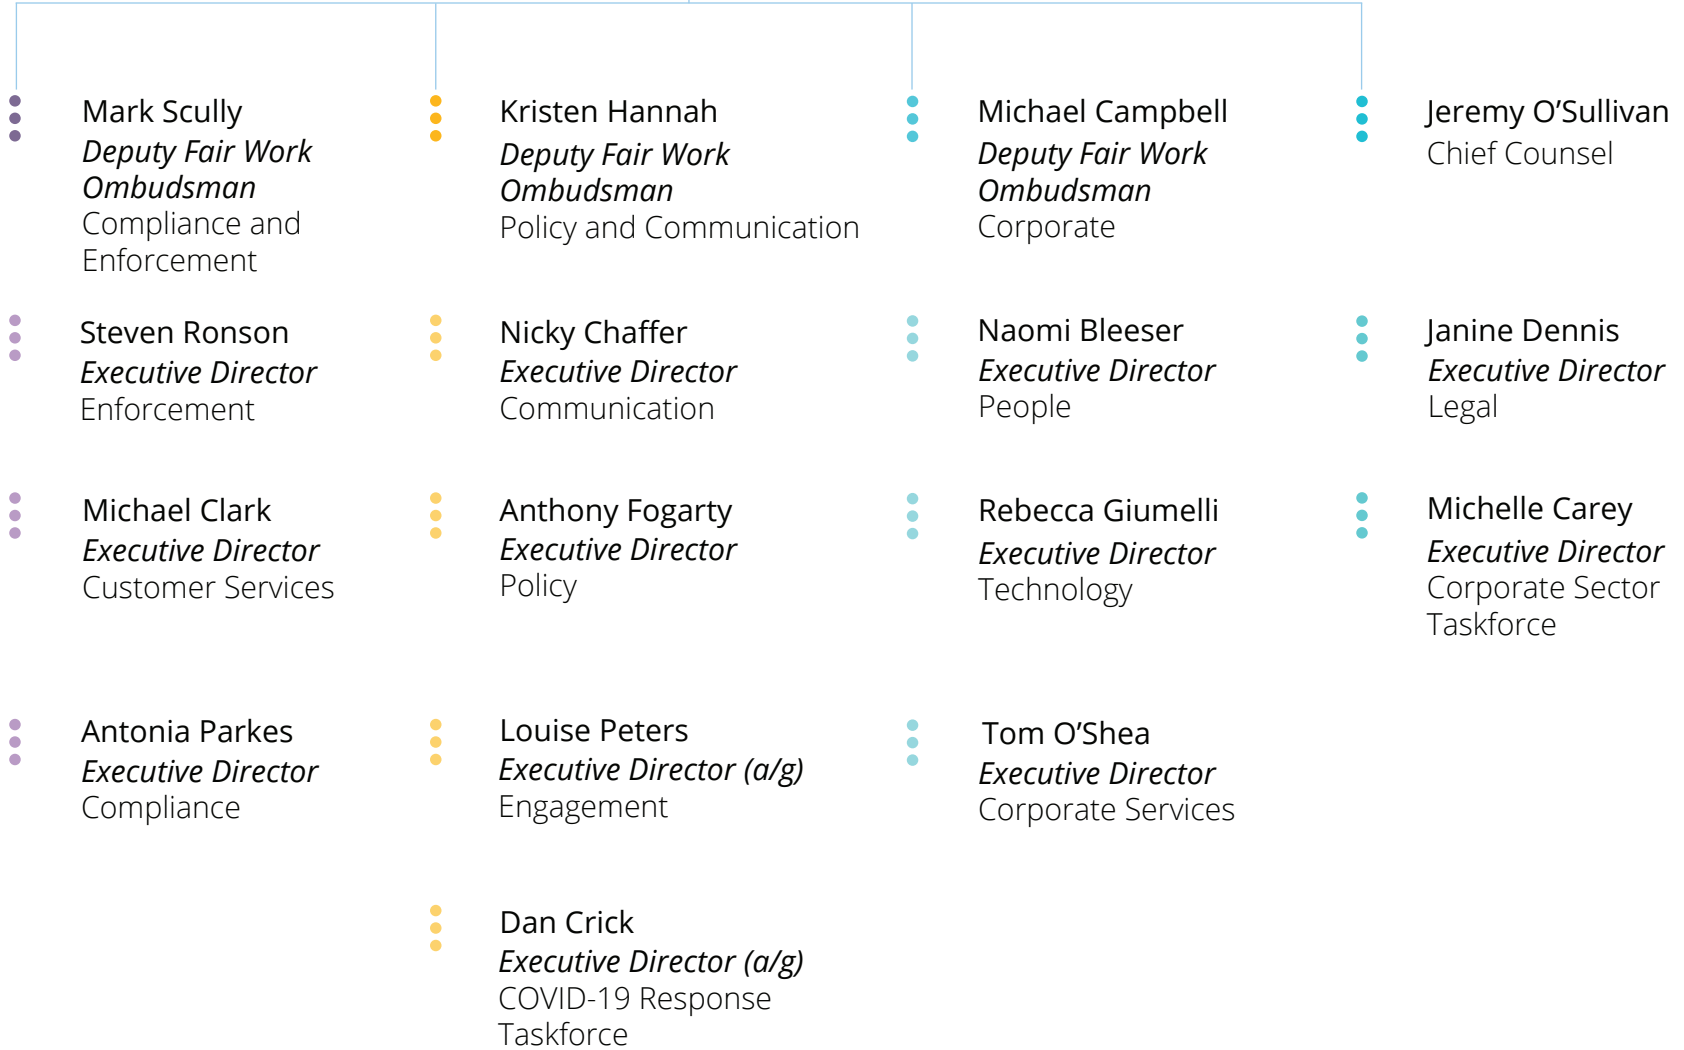 Mark Scully
Deputy Fair Work
Ombudsman
Compliance and
Enforcement
Steven Ronson
Executive Director
Enforcement
Michael Clark
Executive Director
Customer Services
Antonia Parkes
Executive Director
Compliance
Kristen Hannah
Deputy Fair Work
Ombudsman
Policy and Communication
Nicky Chaffer
Executive Director
Communication
Anthony Fogarty
Executive Director
Policy
Louise Peters
Executive Director (a/g)
Engagement
Dan Crick
Executive Director (a/g)
COVID-19 Response
Taskforce
Michael Campbell
Deputy Fair Work
Ombudsman
Corporate
Naomi Bleeser
Executive Director
People
Rebecca Giumelli
Executive Director
Technology
Tom O’Shea
Executive Director
Corporate Services
Jeremy O’Sullivan
Chief Counsel
Janine Dennis
Executive Director
Legal
Michelle Carey
Executive Director
Corporate Sector
Taskforce